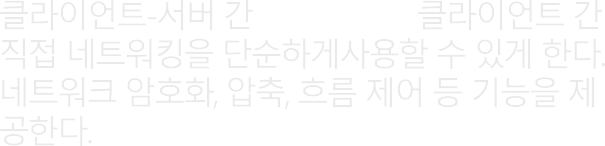 클라이언트-서버 간 클라이언트 간
직접 네트워킹을 단순하게사용할 수 있게 한다.
네트워크 암호화, 압축, 흐름 제어 등 기능을 제
공한다.